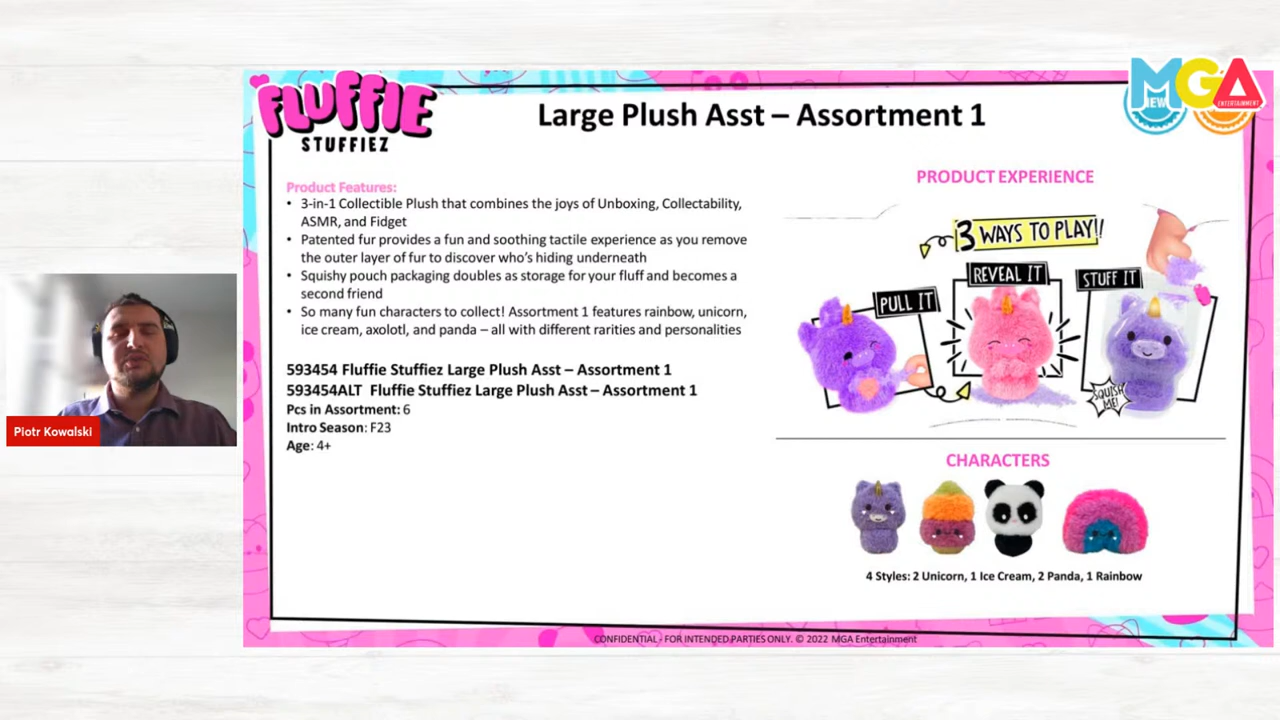 FLUFFIE
STUFFIEZ
Large Plush Asst – Assortment 1
MGA
ENTERTAINMENT
Product Features:
• 3-in-1 Collectible Plush that combines the joys of Unboxing, Collectability,
ASMR, and Fidget
• Patented fur provides a fun and soothing tactile experience as you remove
the outer layer of fur to discover who's hiding underneath
• Squishy pouch packaging doubles as storage for your fluff and becomes a
second friend
• So many fun characters to collect! Assortment 1 features rainbow, unicorn,
ice cream, axolotl, and panda – all with different rarities and personalities
593454 Fluffie Stuffiez Large Plush Asst – Assortment 1
593454ALT Fluffie Stuffiez Large Plush Asst – Assortment 1
Pcs in Assortment: 6
Intro Season: F23
Age: 4+
PRODUCT EXPERIENCE
3 WAYS TO PLAY!!
PULL IT
REVEAL IT
STUFF IT
SQUISH
ME!
CHARACTERS
4 Styles: 2 Unicorn, 1 Ice Cream, 2 Panda, 1 Rainbow
Piotr Kowalski
CONFIDENTIAL - FOR INTENDED PARTIES ONLY. © 2022 MGA Entertainment